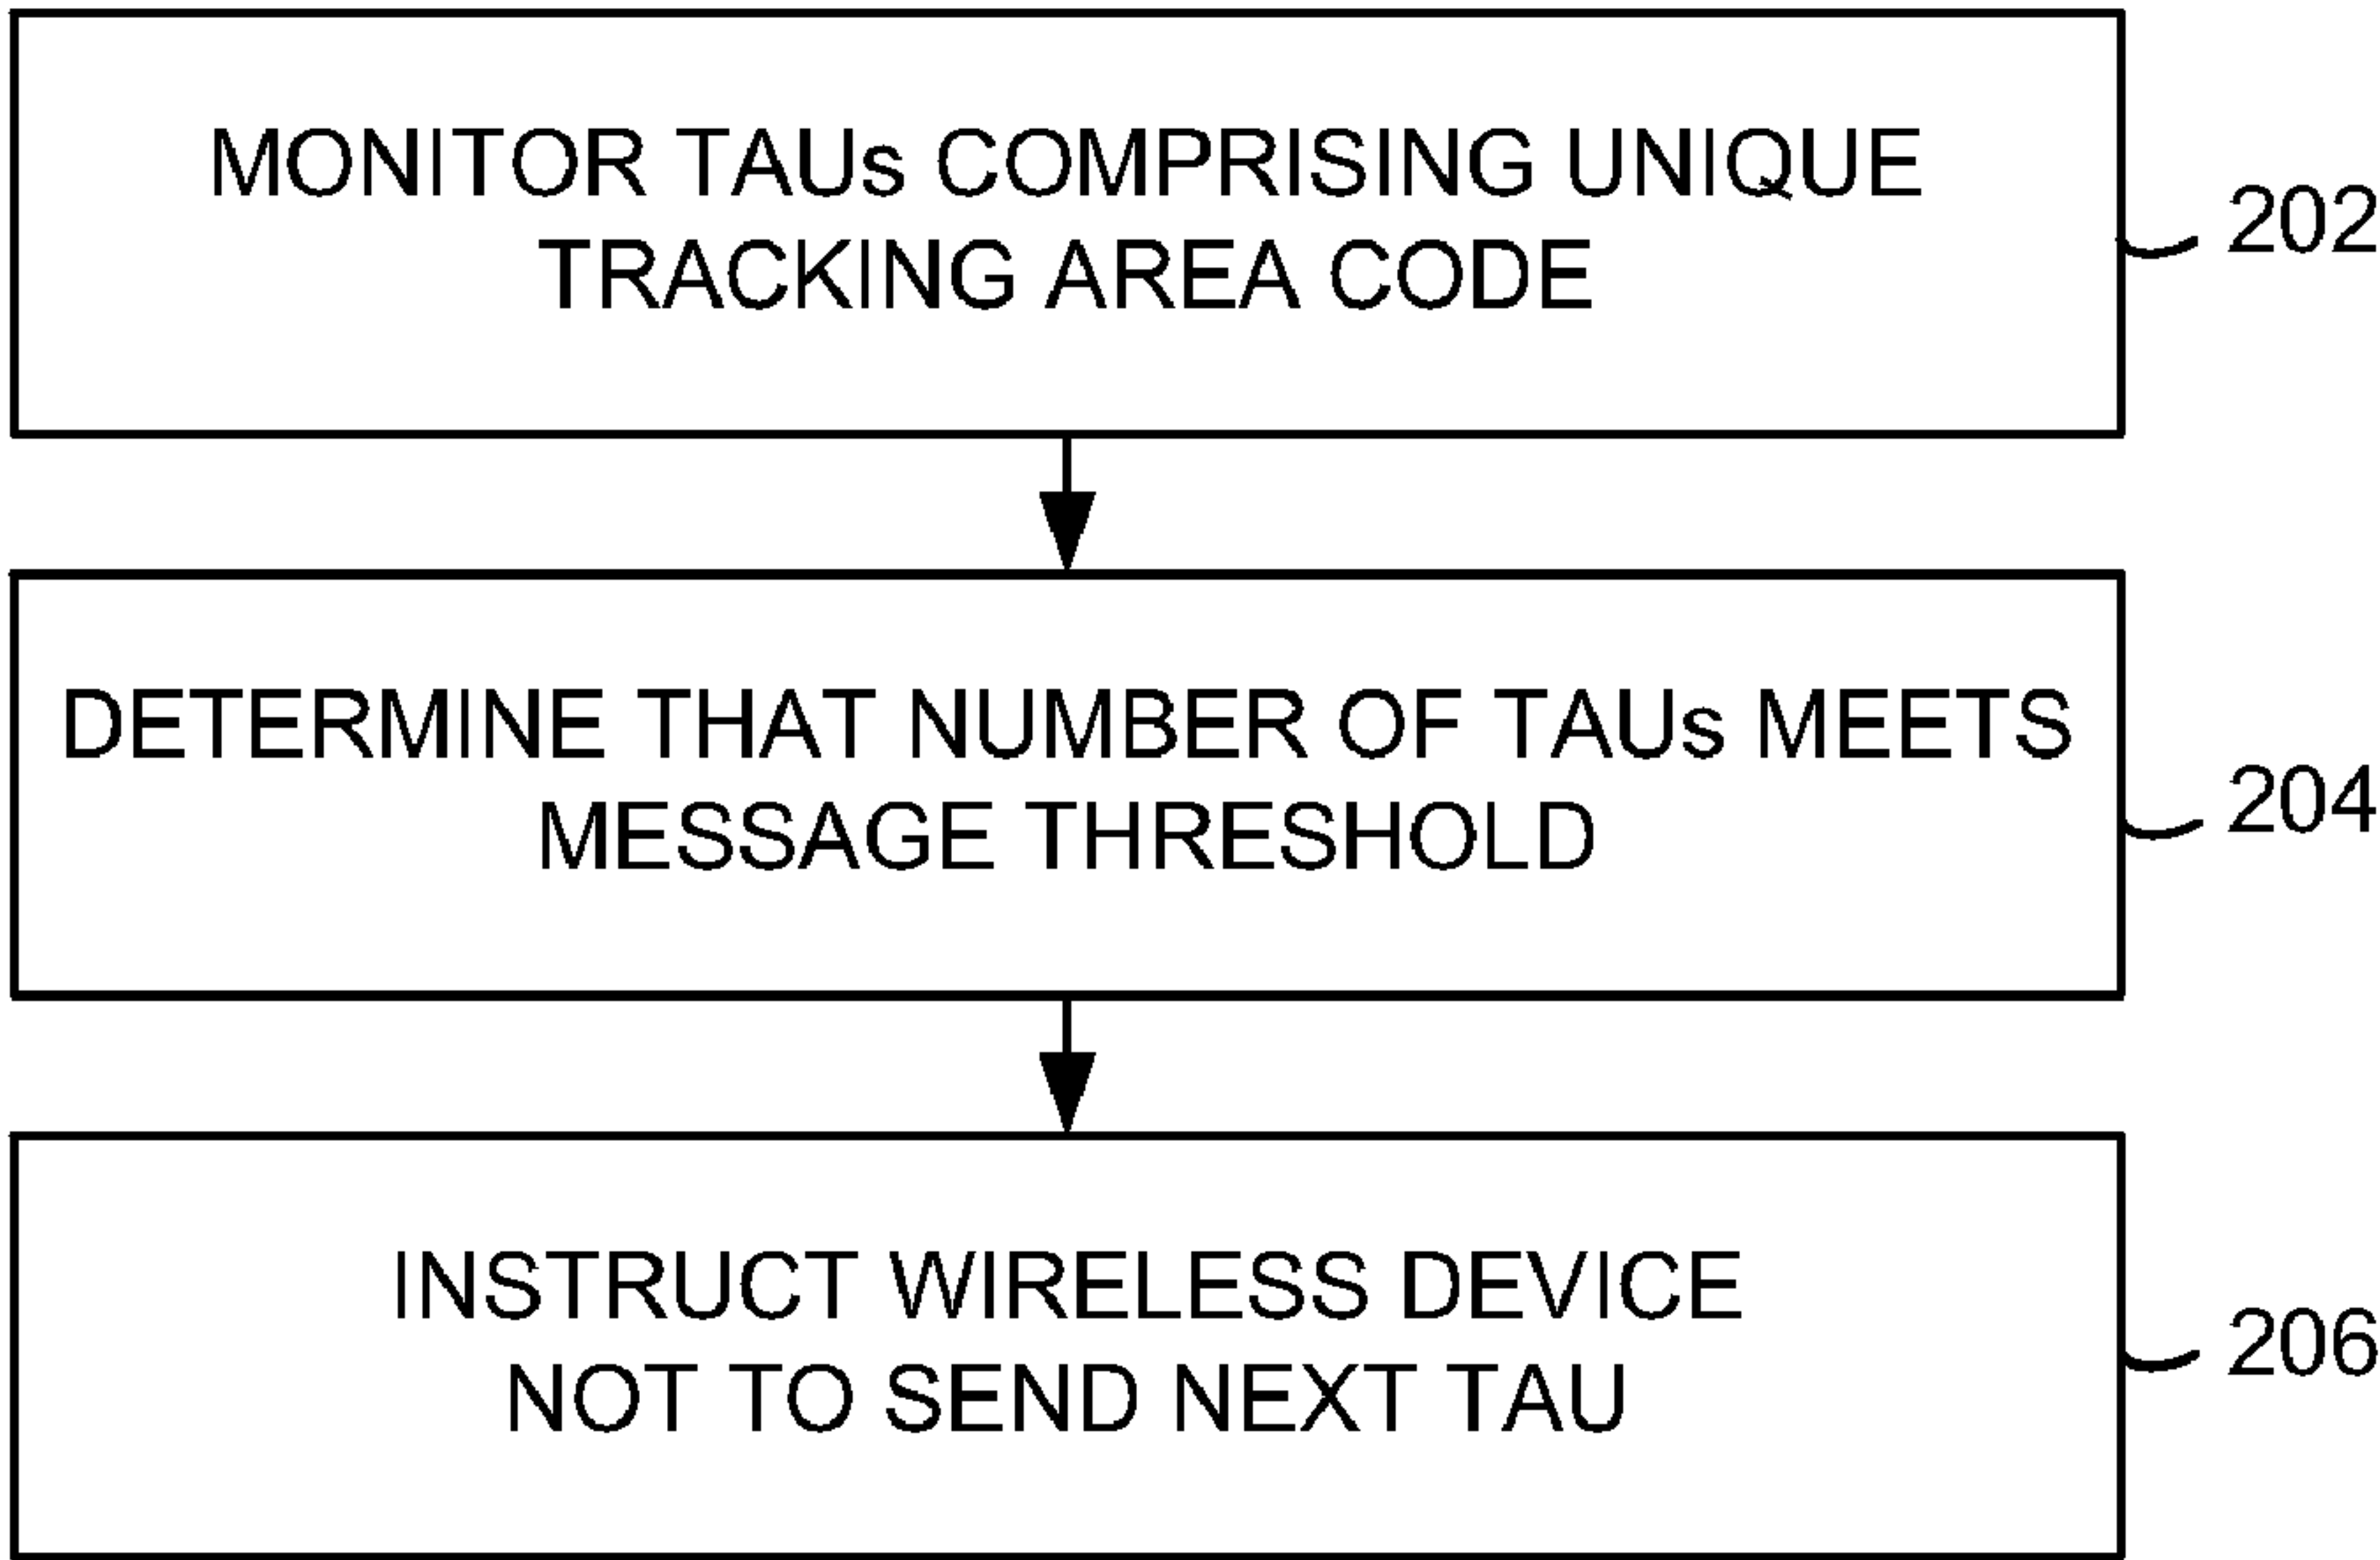 MONITOR TAUs COMPRISING UNIQUE
TRACKING AREA CODE
202
DETERMINE THAT NUMBER OF TAUs MEETS
MESSAGE THRESHOLD
204
INSTRUCT WIRELESS DEVICE
NOT TO SEND NEXT TAU
206